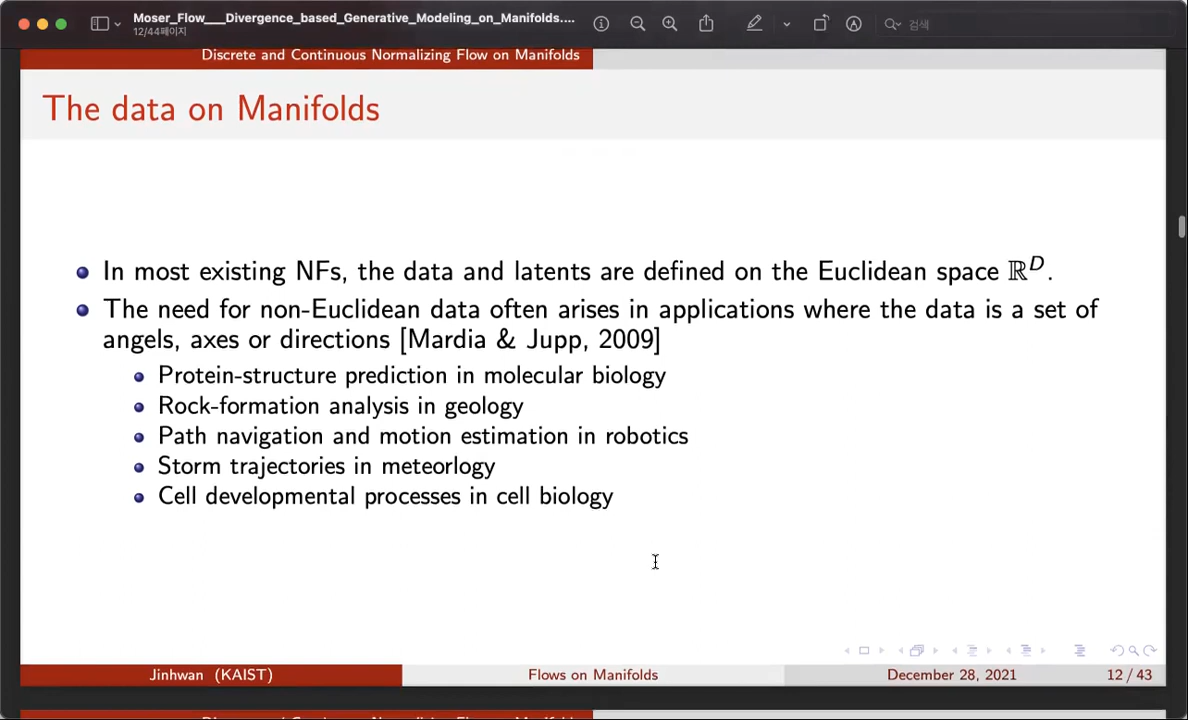 Moser_Flow___Divergence_based_Generative_Modeling_on_Manifolds....
12/44페이지
검색
Discrete and Continuous Normalizing Flow on Manifolds
The data on Manifolds
In most existing NFs, the data and latents are defined on the Euclidean space ℝᴰ.
The need for non-Euclidean data often arises in applications where the data is a set of
angels, axes or directions [Mardia & Jupp, 2009]
Protein-structure prediction in molecular biology
Rock-formation analysis in geology
Path navigation and motion estimation in robotics
Storm trajectories in meteorlogy
Cell developmental processes in cell biology
Jinhwan (KAIST)
Flows on Manifolds
December 28, 2021
12 / 43